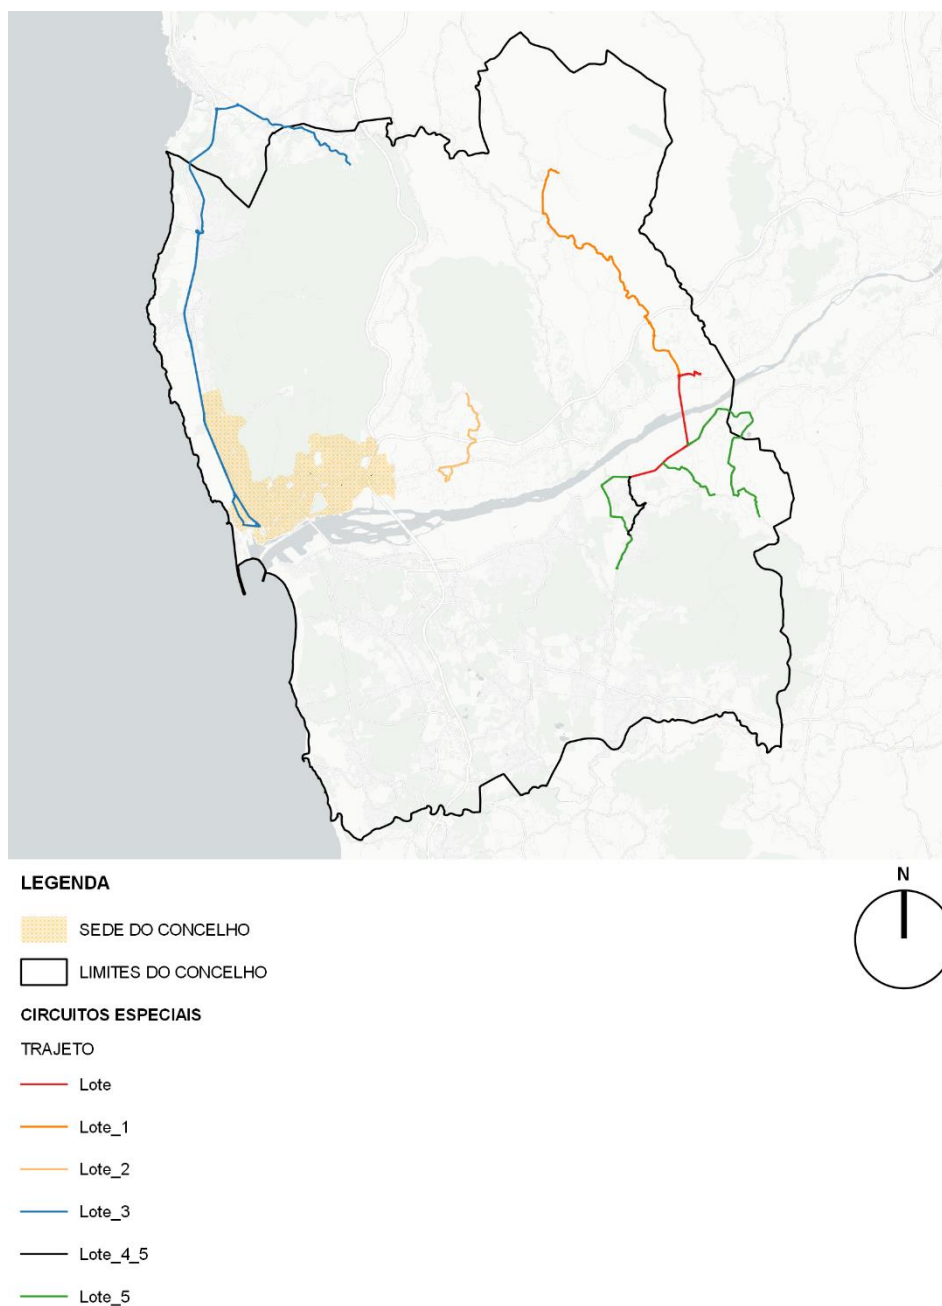 LEGENDA
N
SEDE DO CONCELHO
LIMITES DO CONCELHO
CIRCUITOS ESPECIAIS
TRAJETO
Lote
Lote_1
Lote_2
Lote_3
Lote_4_5
Lote_5